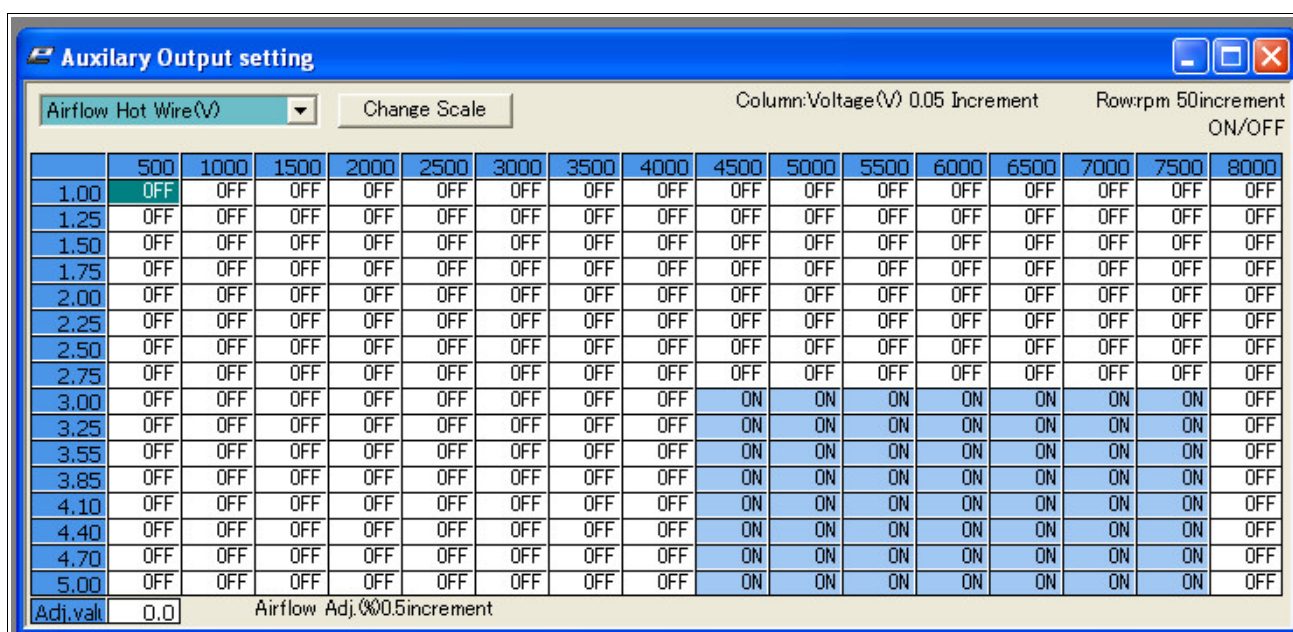 Auxilary Output setting
Airflow Hot Wire(V) Change Scale Column:Voltage(V) 0.05 Increment Row:rpm 50increment
ON/OFF
500 1000 1500 2000 2500 3000 3500 4000 4500 5000 5500 6000 6500 7000 7500 8000
1.00 OFF OFF OFF OFF OFF OFF OFF OFF OFF OFF OFF OFF OFF OFF OFF OFF
1.25 OFF OFF OFF OFF OFF OFF OFF OFF OFF OFF OFF OFF OFF OFF OFF OFF
1.50 OFF OFF OFF OFF OFF OFF OFF OFF OFF OFF OFF OFF OFF OFF OFF OFF
1.75 OFF OFF OFF OFF OFF OFF OFF OFF OFF OFF OFF OFF OFF OFF OFF OFF
2.00 OFF OFF OFF OFF OFF OFF OFF OFF OFF OFF OFF OFF OFF OFF OFF OFF
2.25 OFF OFF OFF OFF OFF OFF OFF OFF OFF OFF OFF OFF OFF OFF OFF OFF
2.50 OFF OFF OFF OFF OFF OFF OFF OFF OFF OFF OFF OFF OFF OFF OFF OFF
2.75 OFF OFF OFF OFF OFF OFF OFF OFF OFF OFF OFF OFF OFF OFF OFF OFF
3.00 OFF OFF OFF OFF OFF OFF OFF OFF ON ON ON ON ON ON ON OFF
3.25 OFF OFF OFF OFF OFF OFF OFF OFF ON ON ON ON ON ON ON OFF
3.55 OFF OFF OFF OFF OFF OFF OFF OFF ON ON ON ON ON ON ON OFF
3.85 OFF OFF OFF OFF OFF OFF OFF OFF ON ON ON ON ON ON ON OFF
4.10 OFF OFF OFF OFF OFF OFF OFF OFF ON ON ON ON ON ON ON OFF
4.40 OFF OFF OFF OFF OFF OFF OFF OFF ON ON ON ON ON ON ON OFF
4.70 OFF OFF OFF OFF OFF OFF OFF OFF ON ON ON ON ON ON ON OFF
5.00 OFF OFF OFF OFF OFF OFF OFF OFF ON ON ON ON ON ON ON OFF
Adj.valu 0.0 Airflow Adj.(%)0.5increment